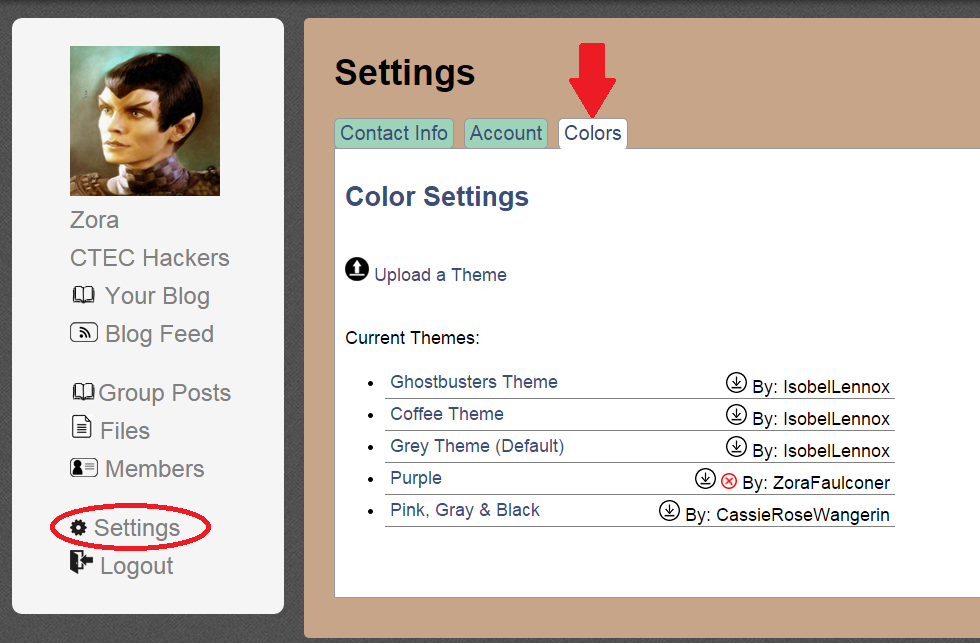 Zora
CTEC Hackers
Your Blog
Blog Feed
Group Posts
Files
Members
Settings
Logout
Settings
Contact Info Account Colors
Color Settings
Upload a Theme
Current Themes:
Ghostbusters Theme By: IsobelLennox
Coffee Theme By: IsobelLennox
Grey Theme (Default) By: IsobelLennox
Purple By: ZoraFaulconer
Pink, Gray & Black By: CassieRoseWangerin